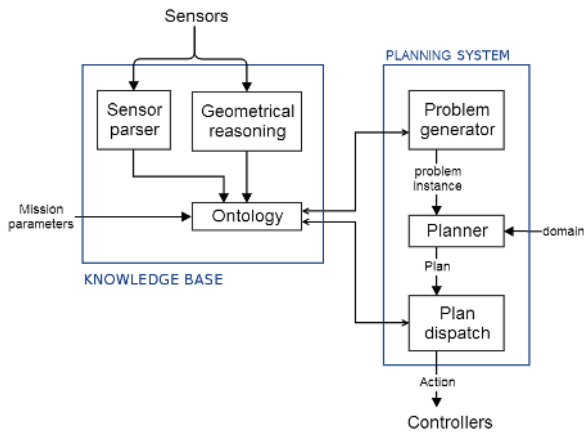 Sensors
PLANNING SYSTEM
Sensor
parser
Geometrical
reasoning
Problem
generator
problem
instance
Mission
parameters
Ontology
Planner
domain
KNOWLEDGE BASE
Plan
Plan
dispatch
Action
Controllers